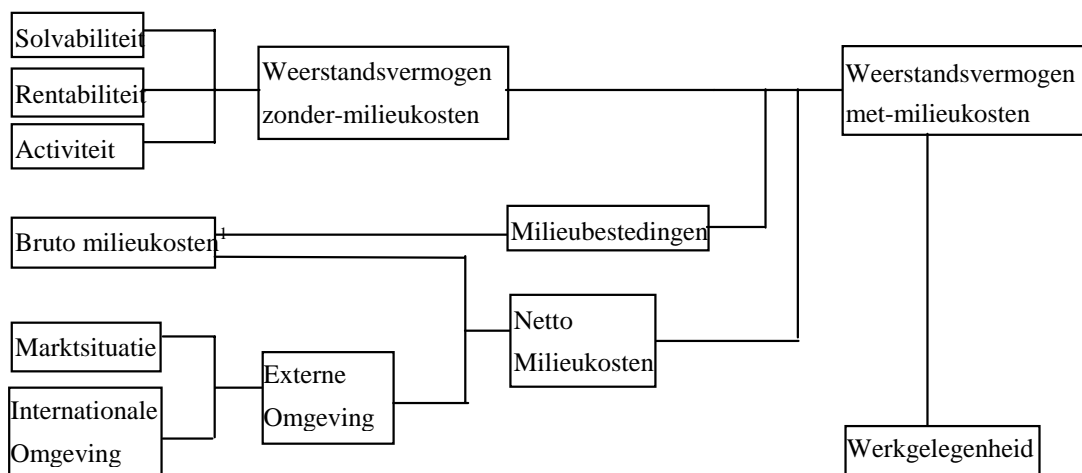 Solvabiliteit
Rentabiliteit
Activiteit
Weerstandsvermogen
zonder-milieukosten
Weerstandsvermogen
met-milieukosten
Bruto milieukosten¹
Milieubestedingen
Netto
Milieukosten
Marktsituatie
Internationale
Omgeving
Externe
Omgeving
Werkgelegenheid